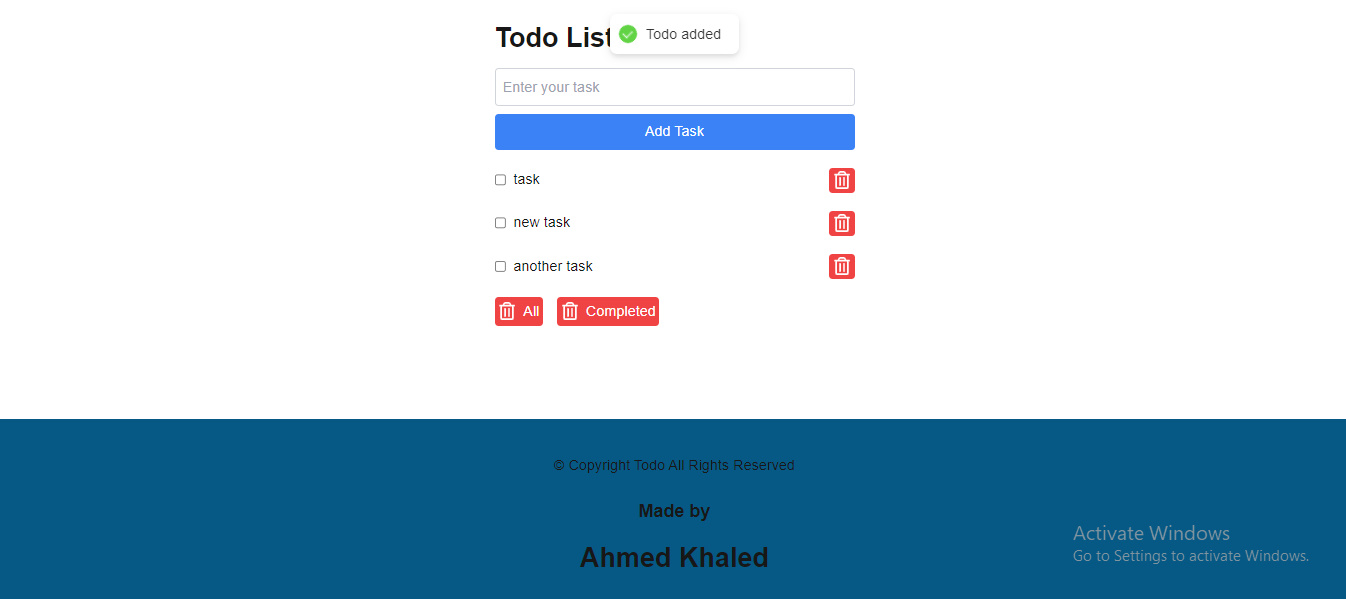 Todo List
Todo added
Enter your task
Add Task
task
new task
another task
All Completed
© Copyright Todo All Rights Reserved
Made by
Ahmed Khaled
Activate Windows
Go to Settings to activate Windows.